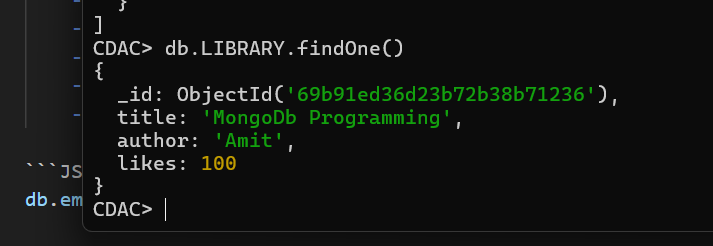 }
]
CDAC> db.LIBRARY.findOne()
{
  _id: ObjectId('69b91ed36d23b72b38b71236'),
  title: 'MongoDb Programming',
  author: 'Amit',
  likes: 100
}
CDAC>
```JS
db.em